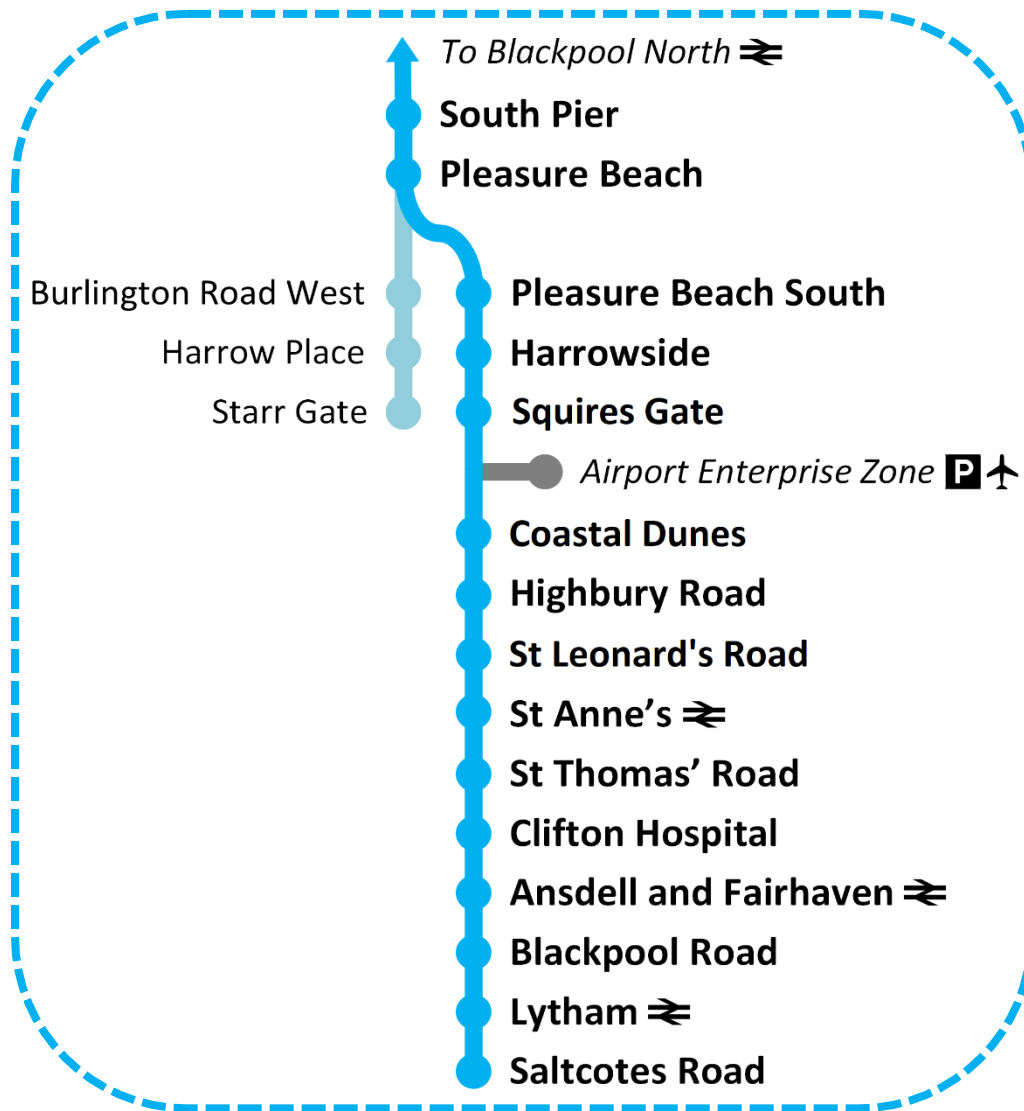 To Blackpool North
South Pier
Pleasure Beach
Burlington Road West
Pleasure Beach South
Harrow Place
Harrowside
Starr Gate
Squires Gate
Airport Enterprise Zone P
Coastal Dunes
Highbury Road
St Leonard's Road
St Anne’s
St Thomas’ Road
Clifton Hospital
Ansdell and Fairhaven
Blackpool Road
Lytham
Saltcotes Road